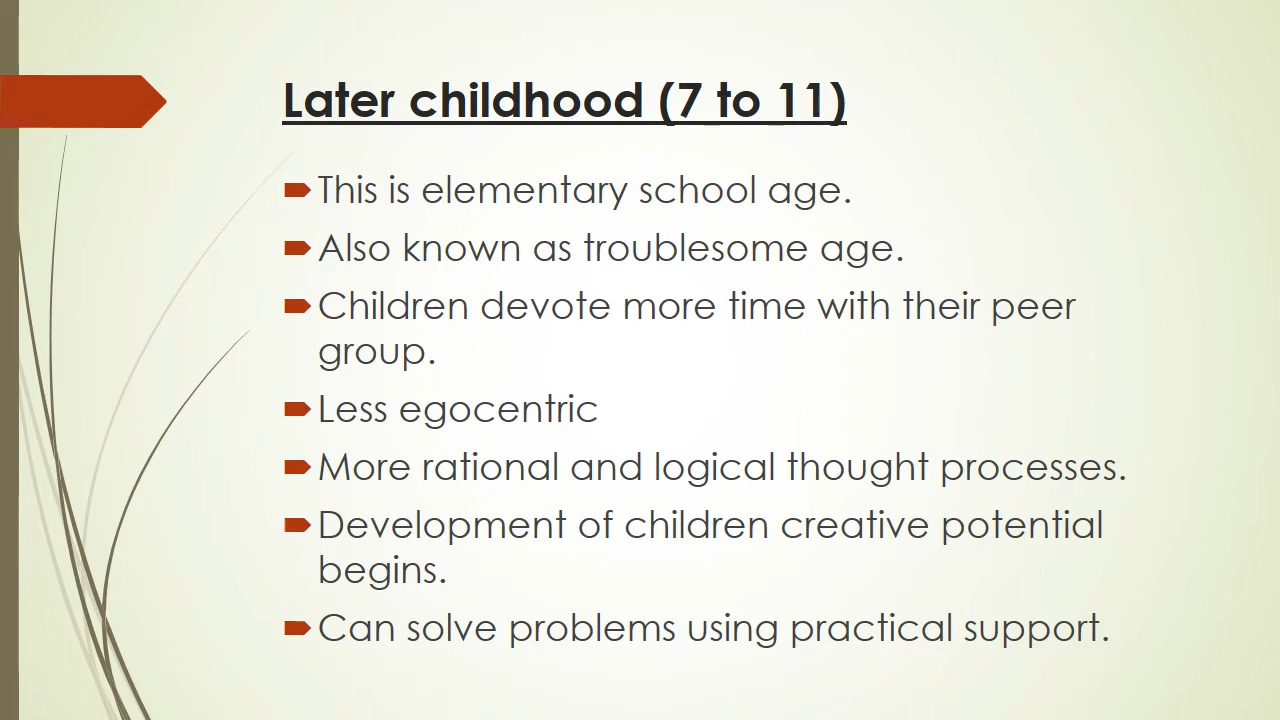 Later childhood (7 to 11)
This is elementary school age.
Also known as troublesome age.
Children devote more time with their peer
group.
Less egocentric
More rational and logical thought processes.
Development of children creative potential
begins.
Can solve problems using practical support.